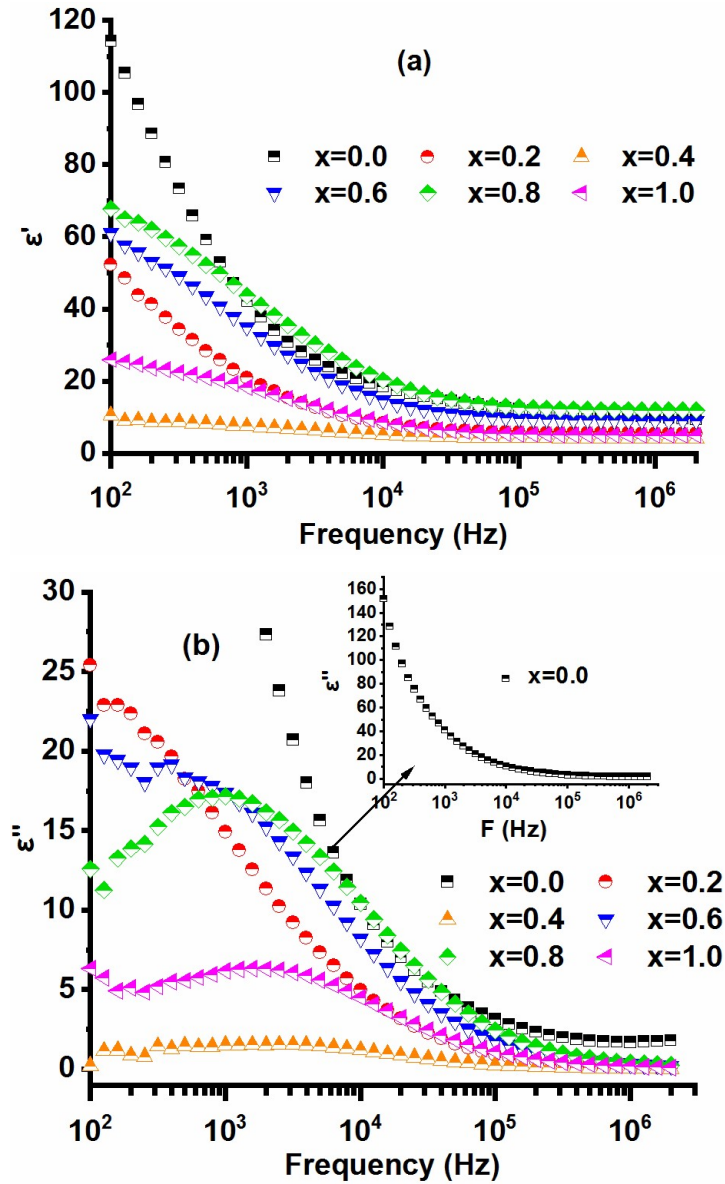 120
(a)
100
x=0.0 x=0.2 x=0.4
80
x=0.6 x=0.8 x=1.0
ε'
60
40
20
0
10² 10³ 10⁴ 10⁵ 10⁶
Frequency (Hz)
30
(b)
25
20
15
10
5
0
ε''
160
140
120
100
80
60
40
20
0
ε''
x=0.0
10² 10³ 10⁴ 10⁵ 10⁶
F (Hz)
x=0.0 x=0.2
x=0.4 x=0.6
x=0.8 x=1.0
10² 10³ 10⁴ 10⁵ 10⁶
Frequency (Hz)